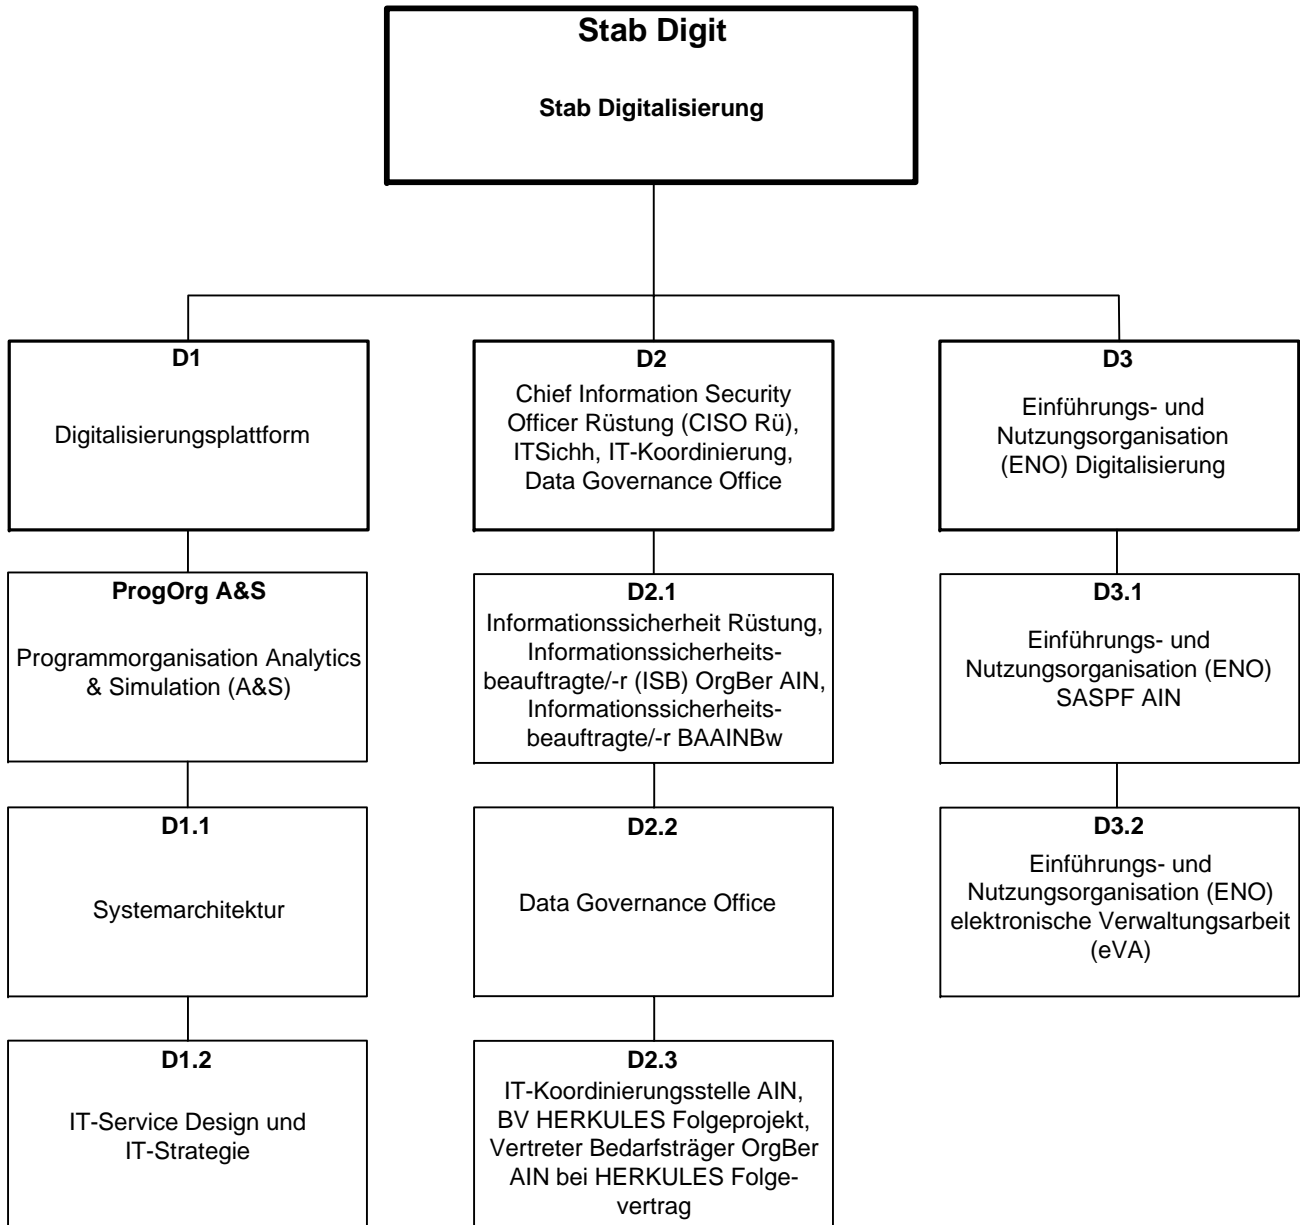 Stab Digit
Stab Digitalisierung
D1
Digitalisierungsplattform
D2
Chief Information Security
Officer Rüstung (CISO Rü),
ITSichh, IT-Koordinierung,
Data Governance Office
D3
Einführungs- und
Nutzungsorganisation
(ENO) Digitalisierung
ProgOrg A&S
Programmorganisation Analytics
& Simulation (A&S)
D2.1
Informationssicherheit Rüstung,
Informationssicherheits-
beauftragte/-r (ISB) OrgBer AIN,
Informationssicherheits-
beauftragte/-r BAAINBw
D3.1
Einführungs- und
Nutzungsorganisation (ENO)
SASPF AIN
D1.1
Systemarchitektur
D2.2
Data Governance Office
D3.2
Einführungs- und
Nutzungsorganisation (ENO)
elektronische Verwaltungsarbeit
(eVA)
D1.2
IT-Service Design und
IT-Strategie
D2.3
IT-Koordinierungsstelle AIN,
BV HERKULES Folgeprojekt,
Vertreter Bedarfsträger OrgBer
AIN bei HERKULES Folge-
vertrag